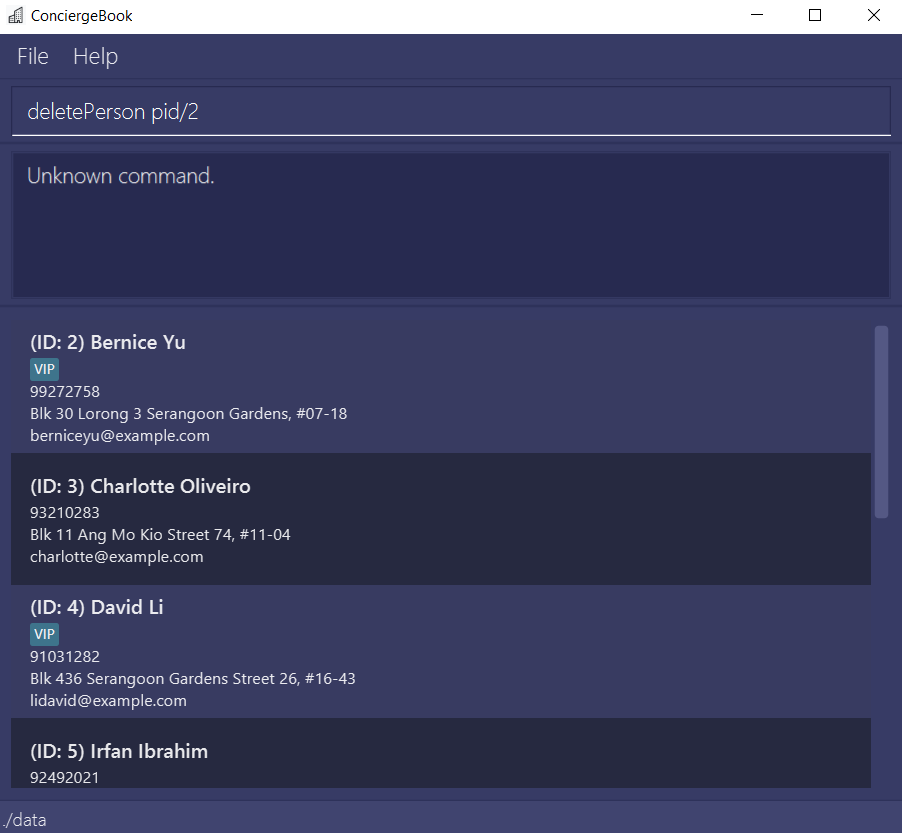 ConciergeBook
File Help
deletePerson pid/2
Unknown command.
(ID: 2) Bernice Yu
VIP
99272758
Blk 30 Lorong 3 Serangoon Gardens, #07-18
berniceyu@example.com
(ID: 3) Charlotte Oliveiro
93210283
Blk 11 Ang Mo Kio Street 74, #11-04
charlotte@example.com
(ID: 4) David Li
VIP
91031282
Blk 436 Serangoon Gardens Street 26, #16-43
lidavid@example.com
(ID: 5) Irfan Ibrahim
92492021
./data